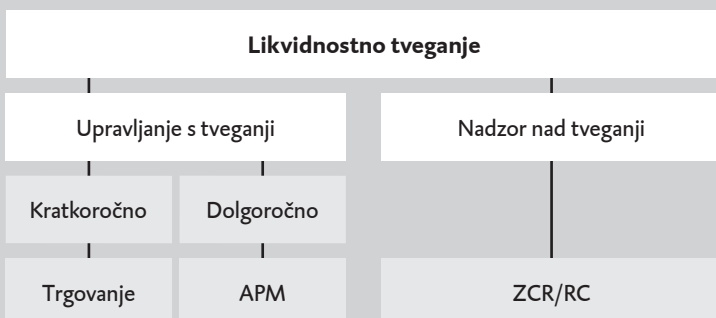 Likvidnostno tveganje
Upravljanje s tveganji
Nadzor nad tveganji
Kratkoročno
Dolgoročno
Trgovanje
APM
ZCR/RC